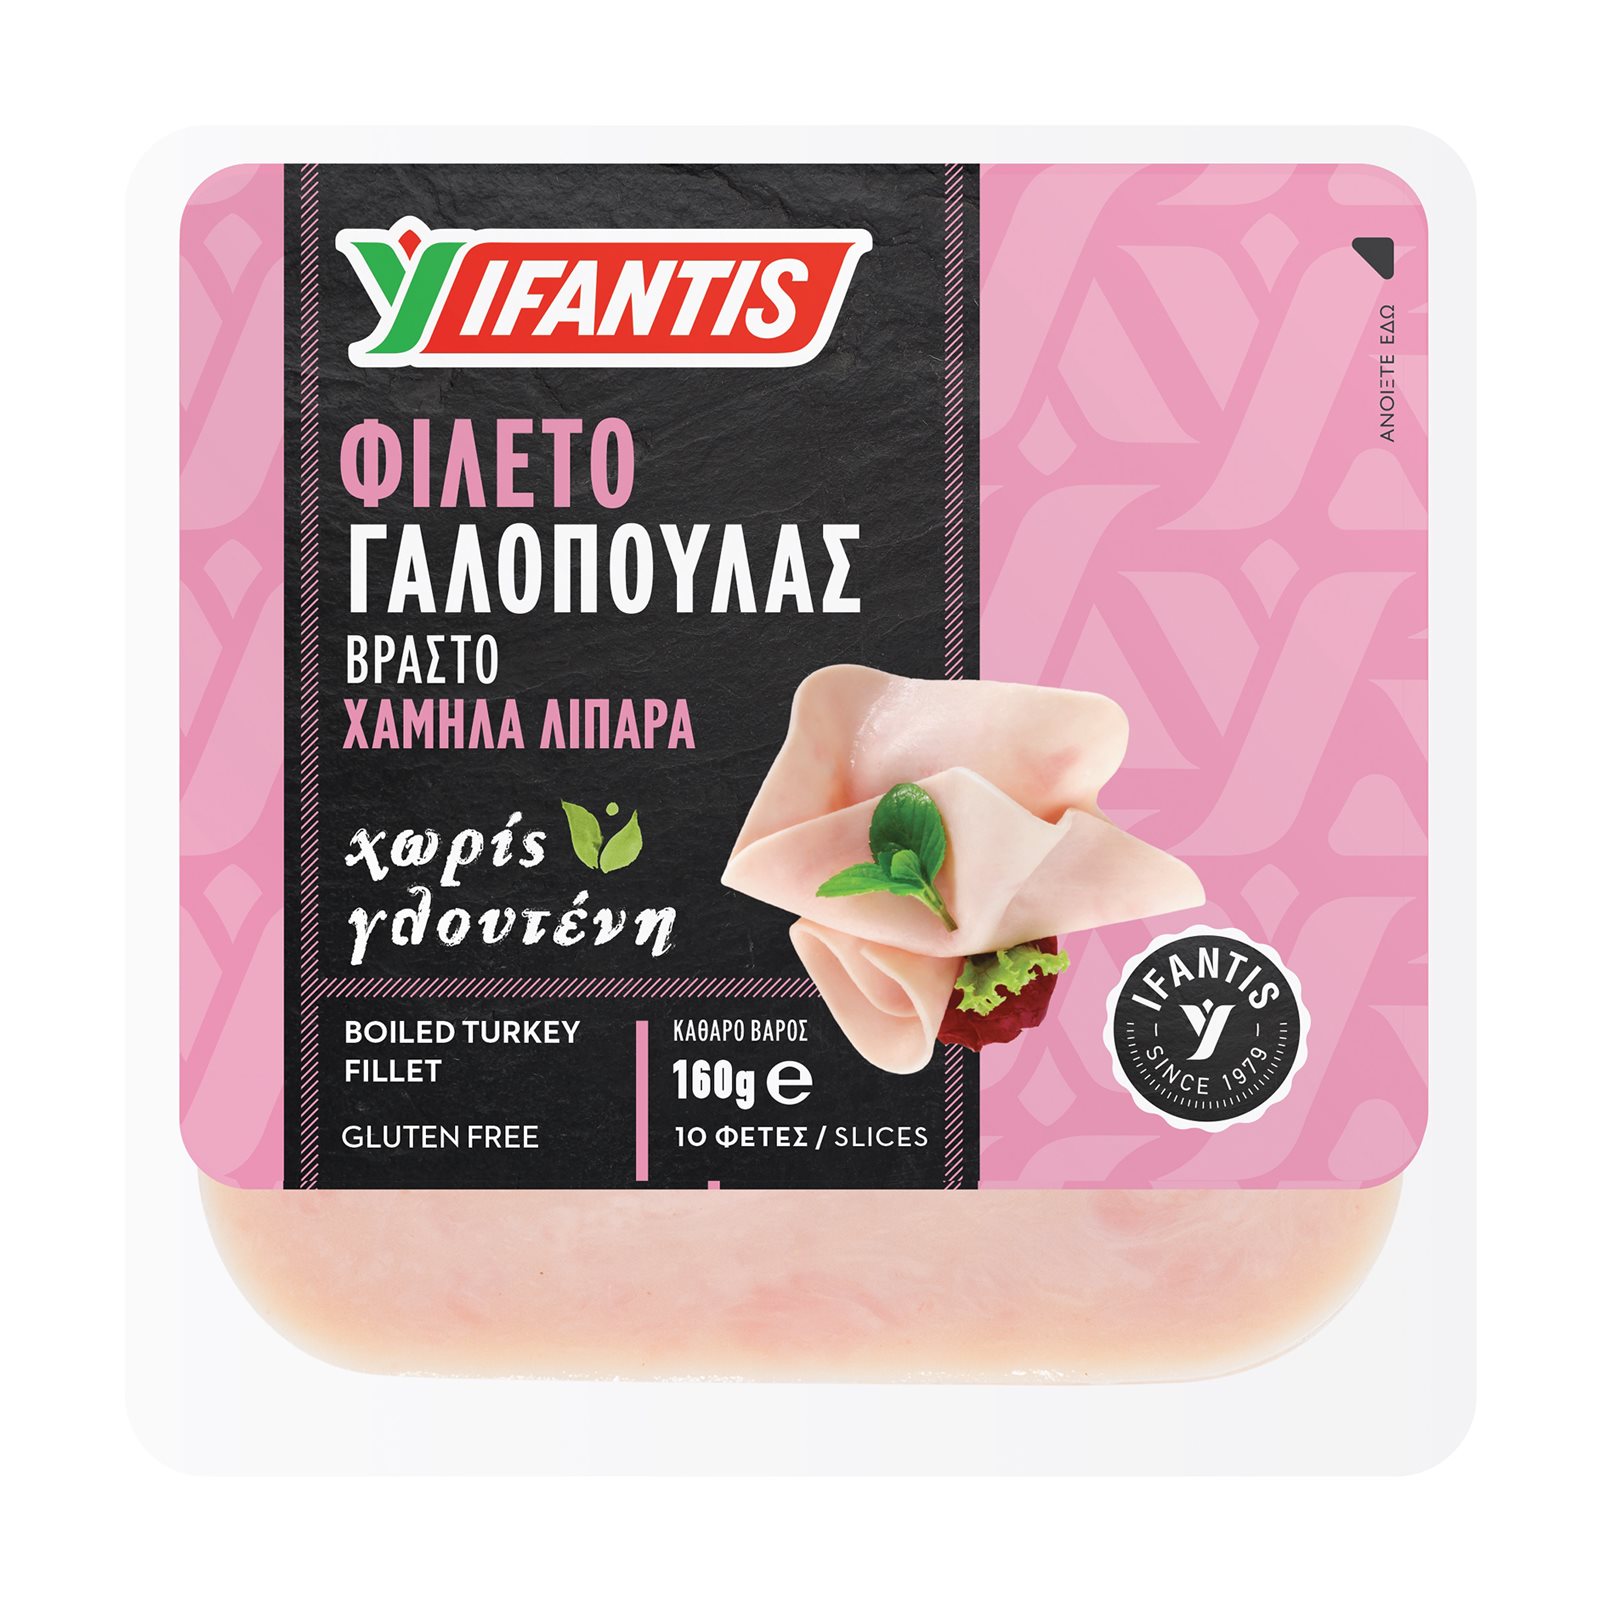 IFANTIS
ΦΙΛΕΤΟ
ΓΑΛΟΠΟΥΛΑΣ
ΒΡΑΣΤΟ
ΧΑΜΗΛΑ ΛΙΠΑΡΑ
χωρίς
γλουτένη
BOILED TURKEY
FILLET
GLUTEN FREE
ΚΑΘΑΡΟ ΒΑΡΟΣ
160g e
10 ΦΕΤΕΣ / SLICES
ΑΝΟΙΞΤΕ ΕΔΩ
IFANTIS
SINCE 1979